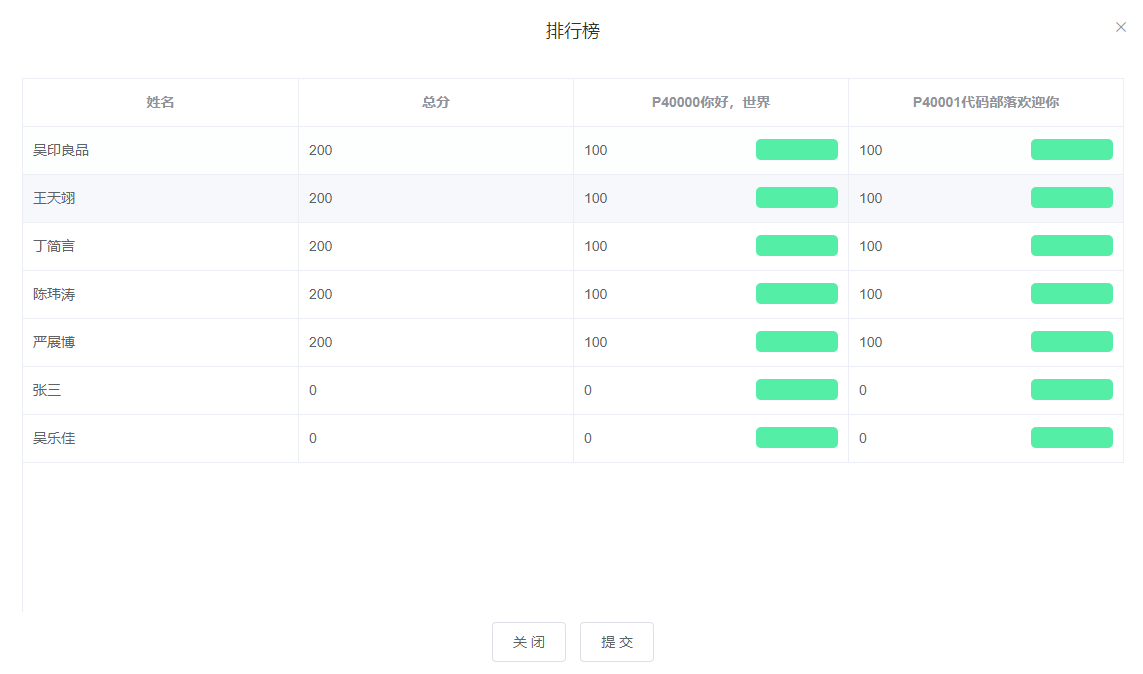 排行榜
姓名 总分 P40000你好，世界 P40001代码部落欢迎你
吴印良品 200 100 100
王天翊 200 100 100
丁简言 200 100 100
陈玮涛 200 100 100
严展博 200 100 100
张三 0 0 0
吴乐佳 0 0 0
关 闭 提 交